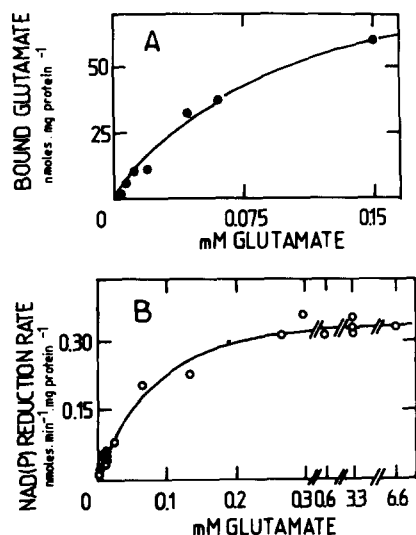 A
BOUND GLUTAMATE
nmoles.mg protein⁻¹
50
25
0
0.075
0.15
mM GLUTAMATE
B
NAD(P) REDUCTION RATE
nmoles.min⁻¹.mg protein⁻¹
0.30
0.15
0
0.1
0.2
0.3
0.6
3.3
6.6
mM GLUTAMATE